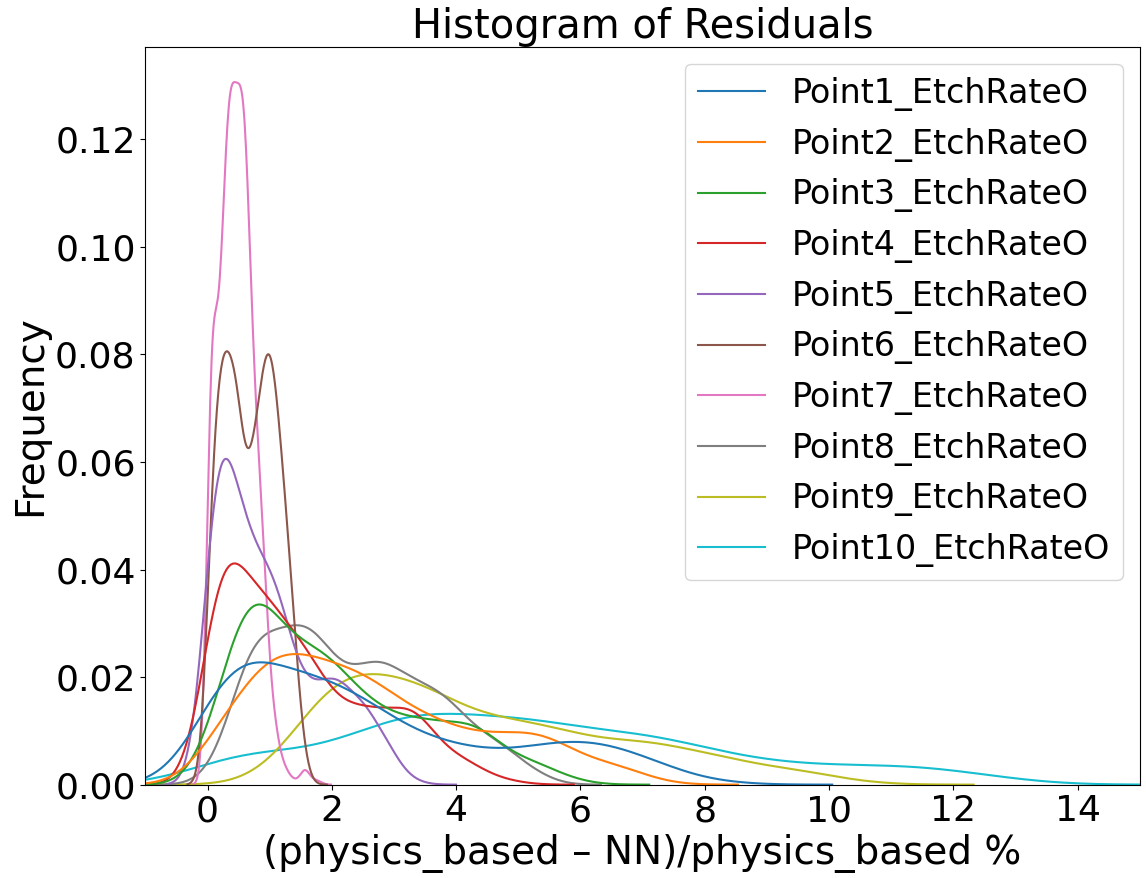 Histogram of Residuals
Point1_EtchRateO
Point2_EtchRateO
Point3_EtchRateO
Point4_EtchRateO
Point5_EtchRateO
Point6_EtchRateO
Point7_EtchRateO
Point8_EtchRateO
Point9_EtchRateO
Point10_EtchRateO
Frequency
0.12
0.10
0.08
0.06
0.04
0.02
0.00
0 2 4 6 8 10 12 14
(physics_based – NN)/physics_based %